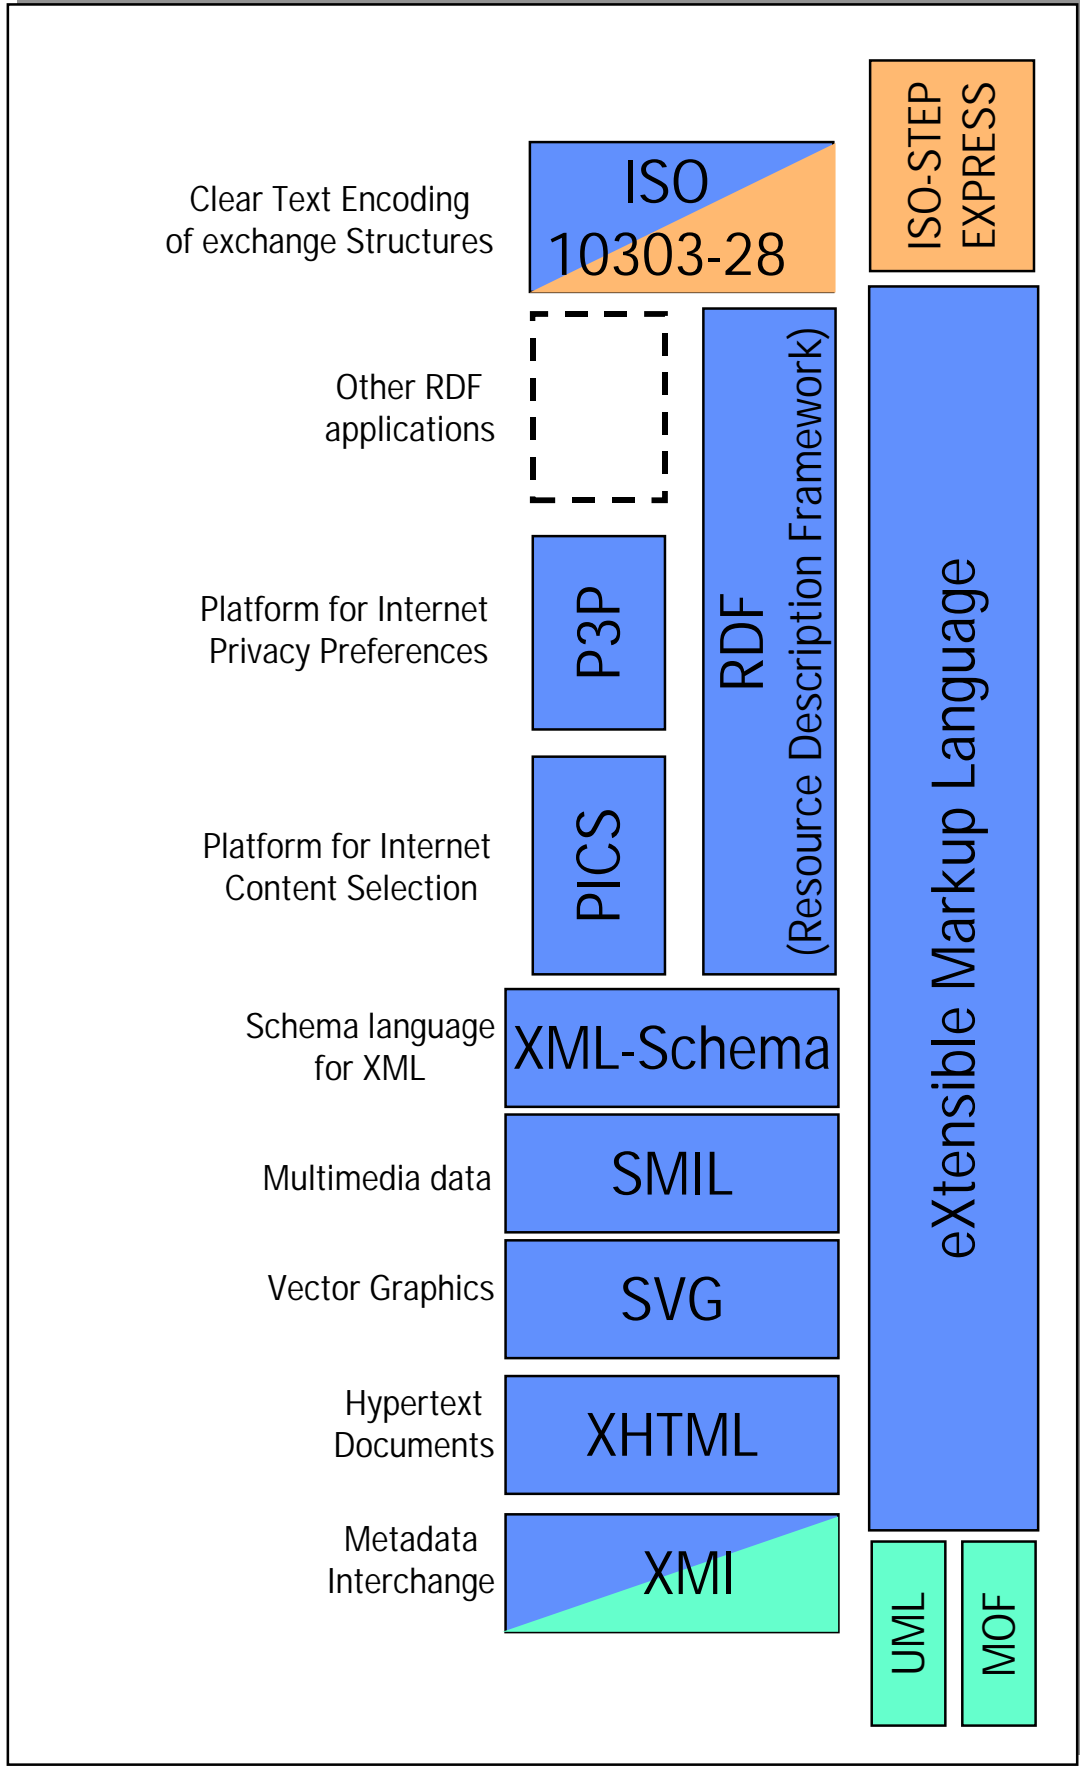 ISO-STEP
EXPRESS
Clear Text Encoding
of exchange Structures
ISO
10303-28
Other RDF
applications
RDF
(Resource Description Framework)
eXtensible Markup Language
Platform for Internet
Privacy Preferences
P3P
Platform for Internet
Content Selection
PICS
Schema language
for XML
XML-Schema
Multimedia data
SMIL
Vector Graphics
SVG
Hypertext
Documents
XHTML
Metadata
Interchange
XMI
UML
MOF